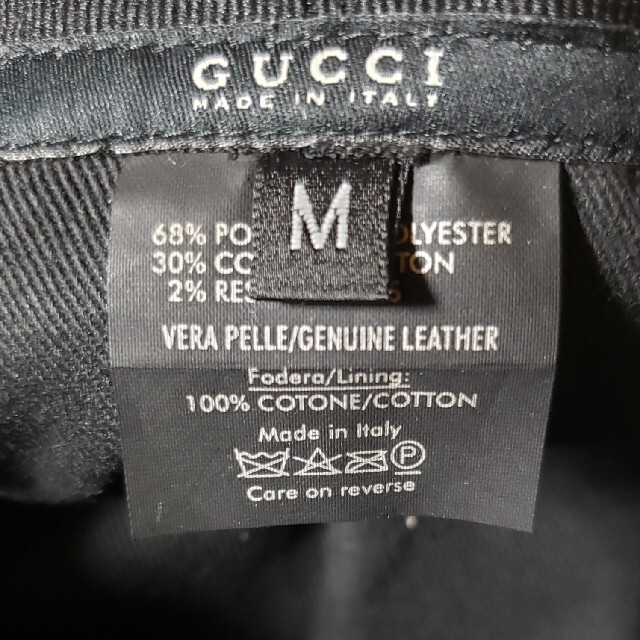 GUCCI
MADE IN ITALY
M
68% PO OLYESTER
30% CO TON
2% RES S
VERA PELLE/GENUINE LEATHER
Fodera/Lining:
100% COTONE/COTTON
Made in Italy
P
Care on reverse